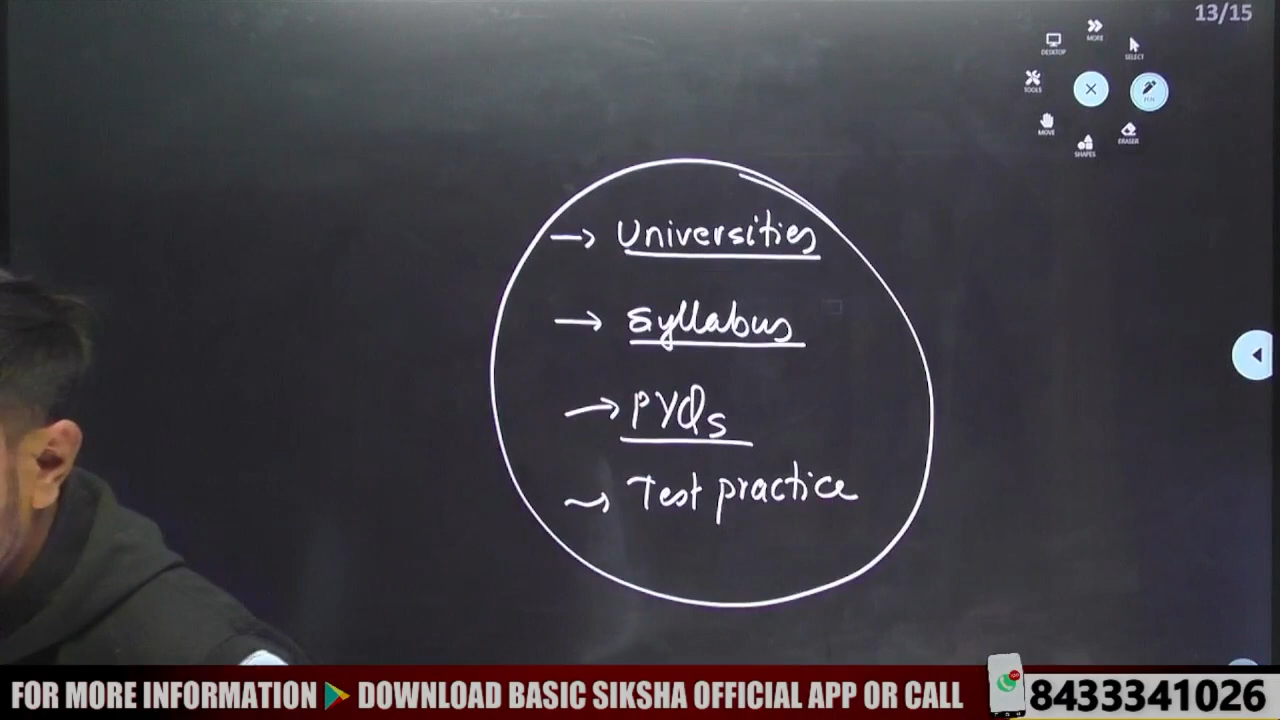 13/15
MORE
DESKTOP
SELECT
TOOLS
PEN
MOVE
ERASER
SHAPES
→ Universities
→ Syllabus
→ PYQs
→ Test practice
FOR MORE INFORMATION DOWNLOAD BASIC SIKSHA OFFICIAL APP OR CALL 8433341026